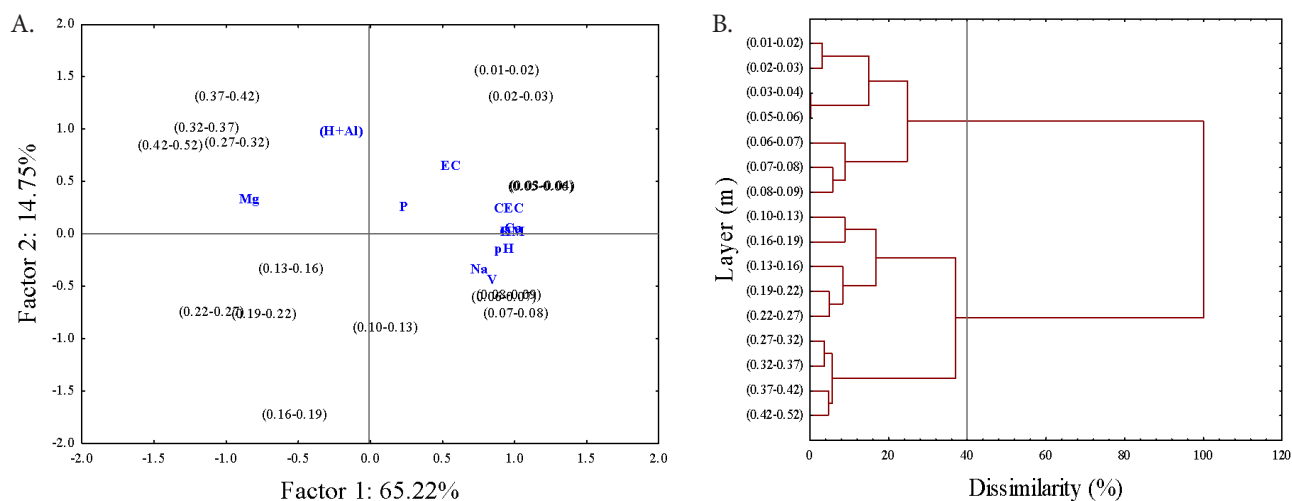 A.
2.0
1.5
1.0
0.5
0.0
-0.5
-1.0
-1.5
-2.0
Factor 2: 14.75%
(0.01-0.02)
(0.37-0.42)
(0.02-0.03)
(0.32-0.37)
(H+Al)
(0.42-0.52)
(0.27-0.32)
EC
Mg
P
CEC
Ca
pH
(0.13-0.16)
Na
V
(0.08-0.09)
(0.06-0.07)
(0.22-0.27)
(0.19-0.22)
(0.07-0.08)
(0.10-0.13)
(0.16-0.19)
-2.0 -1.5 -1.0 -0.5 0.0 0.5 1.0 1.5 2.0
Factor 1: 65.22%
B.
Layer (m)
(0.01-0.02)
(0.02-0.03)
(0.03-0.04)
(0.05-0.06)
(0.06-0.07)
(0.07-0.08)
(0.08-0.09)
(0.10-0.13)
(0.16-0.19)
(0.13-0.16)
(0.19-0.22)
(0.22-0.27)
(0.27-0.32)
(0.32-0.37)
(0.37-0.42)
(0.42-0.52)
0 20 40 60 80 100 120
Dissimilarity (%)